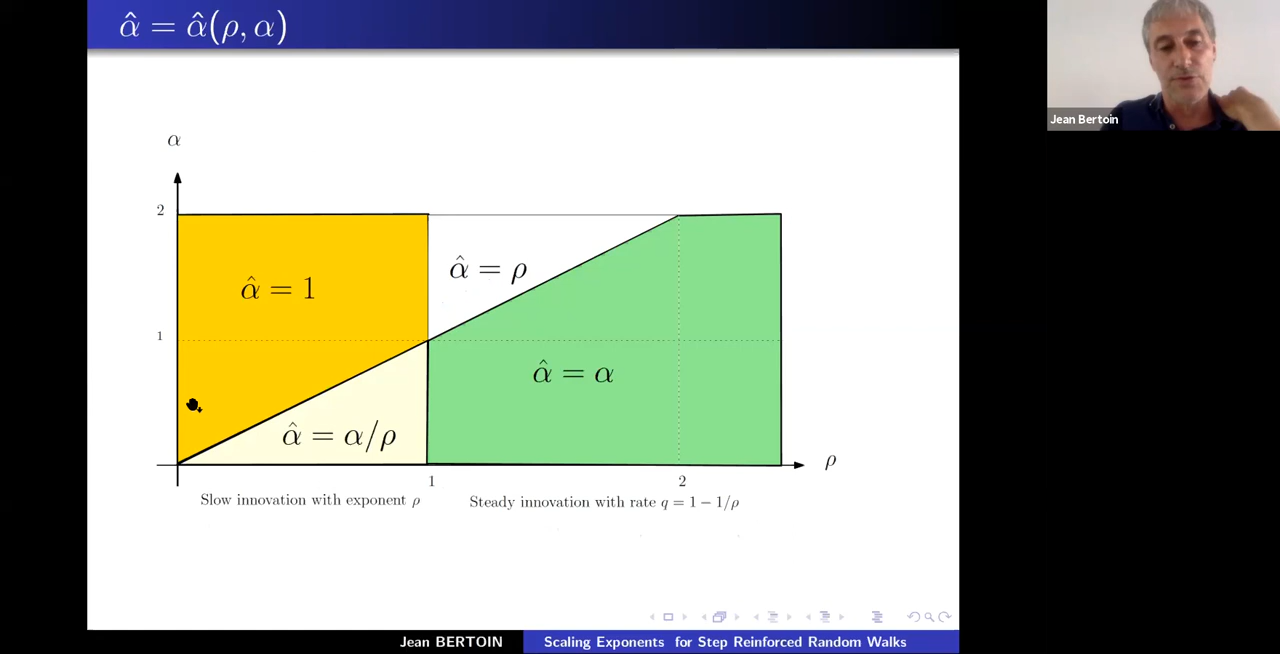 α̂ = α̂(ρ, α)
Jean Bertoin
α
2
α̂ = ρ
α̂ = 1
1
α̂ = α
α̂ = α/ρ
ρ
1
2
Slow innovation with exponent ρ
Steady innovation with rate q = 1 − 1/ρ
Jean BERTOIN
Scaling Exponents for Step Reinforced Random Walks